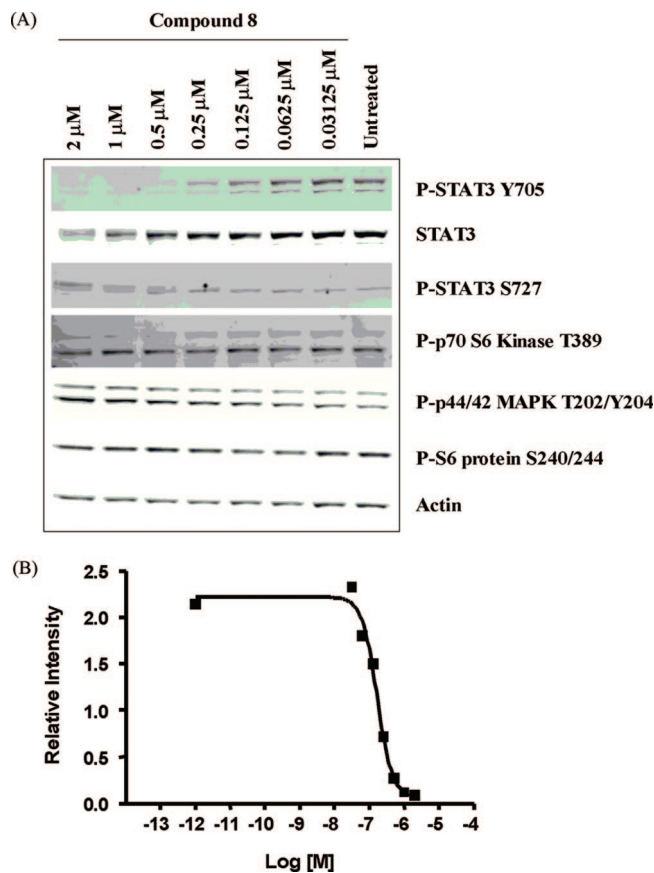 (A)
Compound 8
2 µM
1 µM
0.5 µM
0.25 µM
0.125 µM
0.0625 µM
0.03125 µM
Untreated
P-STAT3 Y705
STAT3
P-STAT3 S727
P-p70 S6 Kinase T389
P-p44/42 MAPK T202/Y204
P-S6 protein S240/244
Actin
(B)
Relative Intensity
2.5
2.0
1.5
1.0
0.5
0.0
-13 -12 -11 -10 -9 -8 -7 -6 -5 -4
Log [M]